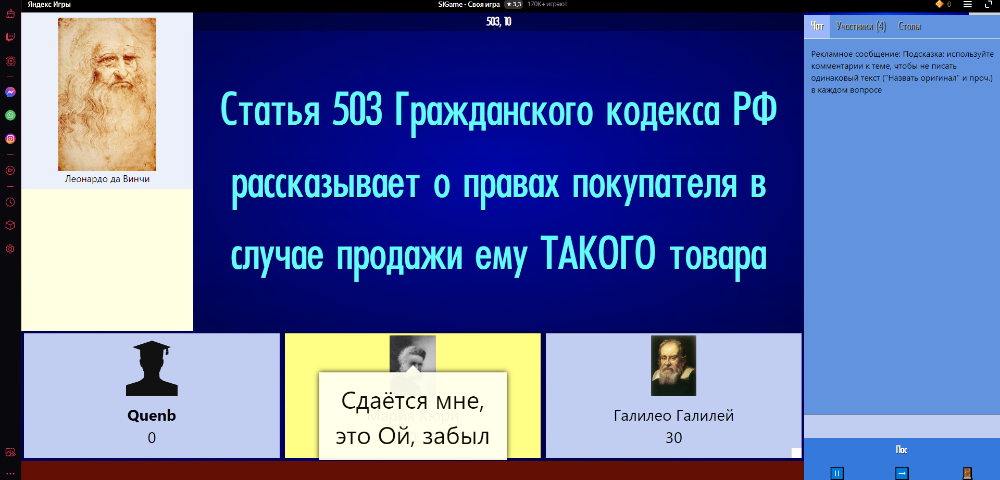 Яндекс Игры
SIGame - Своя игра ★ 3,3 170K+ играют
0
503, 10
Леонардо да Винчи
Статья 503 Гражданского кодекса РФ
рассказывает о правах покупателя в
случае продажи ему ТАКОГО товара
Чат Участники (4) Столы
Рекламное сообщение: Подсказка: используйте
комментарии к теме, чтобы не писать
одинаковый текст ("Назвать оригинал" и проч.)
в каждом вопросе
Quenb
0
Мария Кюри
Сдаётся мне,
это Ой, забыл
Галилео Галилей
30
Пас